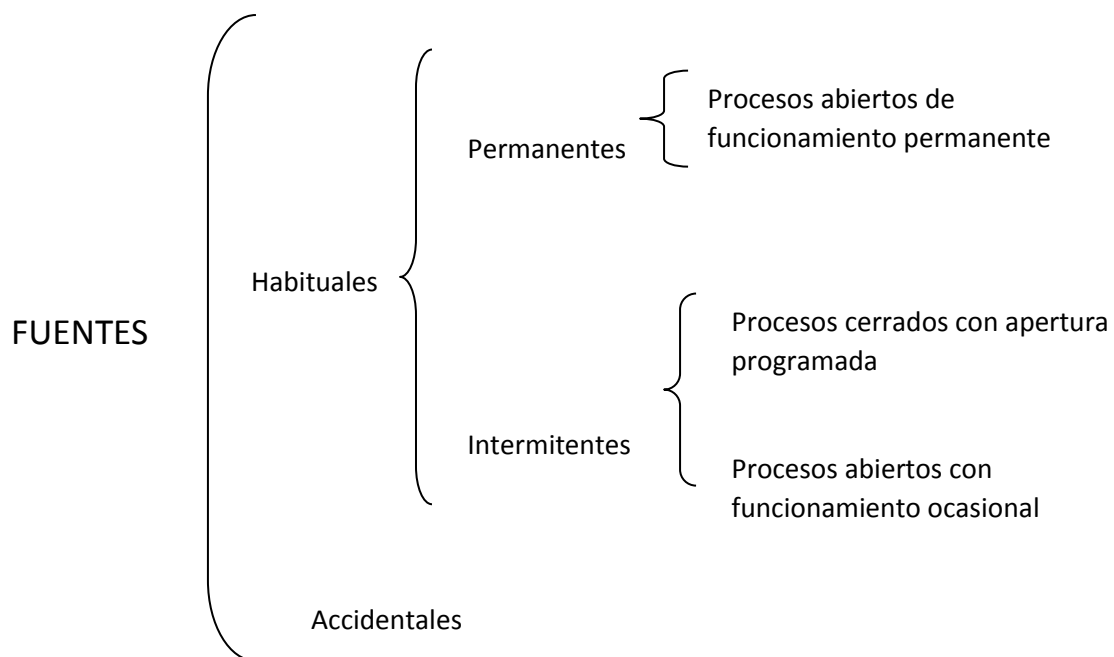 FUENTES
Habituales
Permanentes
Procesos abiertos de
funcionamiento permanente
Intermitentes
Procesos cerrados con apertura
programada
Procesos abiertos con
funcionamiento ocasional
Accidentales